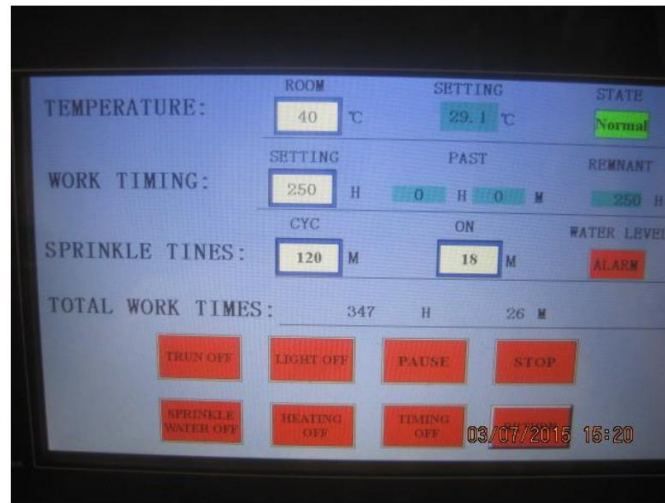 ROOM SETTING STATE
TEMPERATURE: 40 ℃ 29.1 ℃ Normal
SETTING PAST REMNANT
WORK TIMING: 250 H 0 H 0 M 250 H
CYC ON WATER LEVEL
SPRINKLE TINES: 120 M 18 M ALARM
TOTAL WORK TIMES: 347 H 26 M
TRUN OFF LIGHT OFF PAUSE STOP
SPRINKLE HEATING TIMING
WATER OFF OFF OFF
03/07/2015 15:20